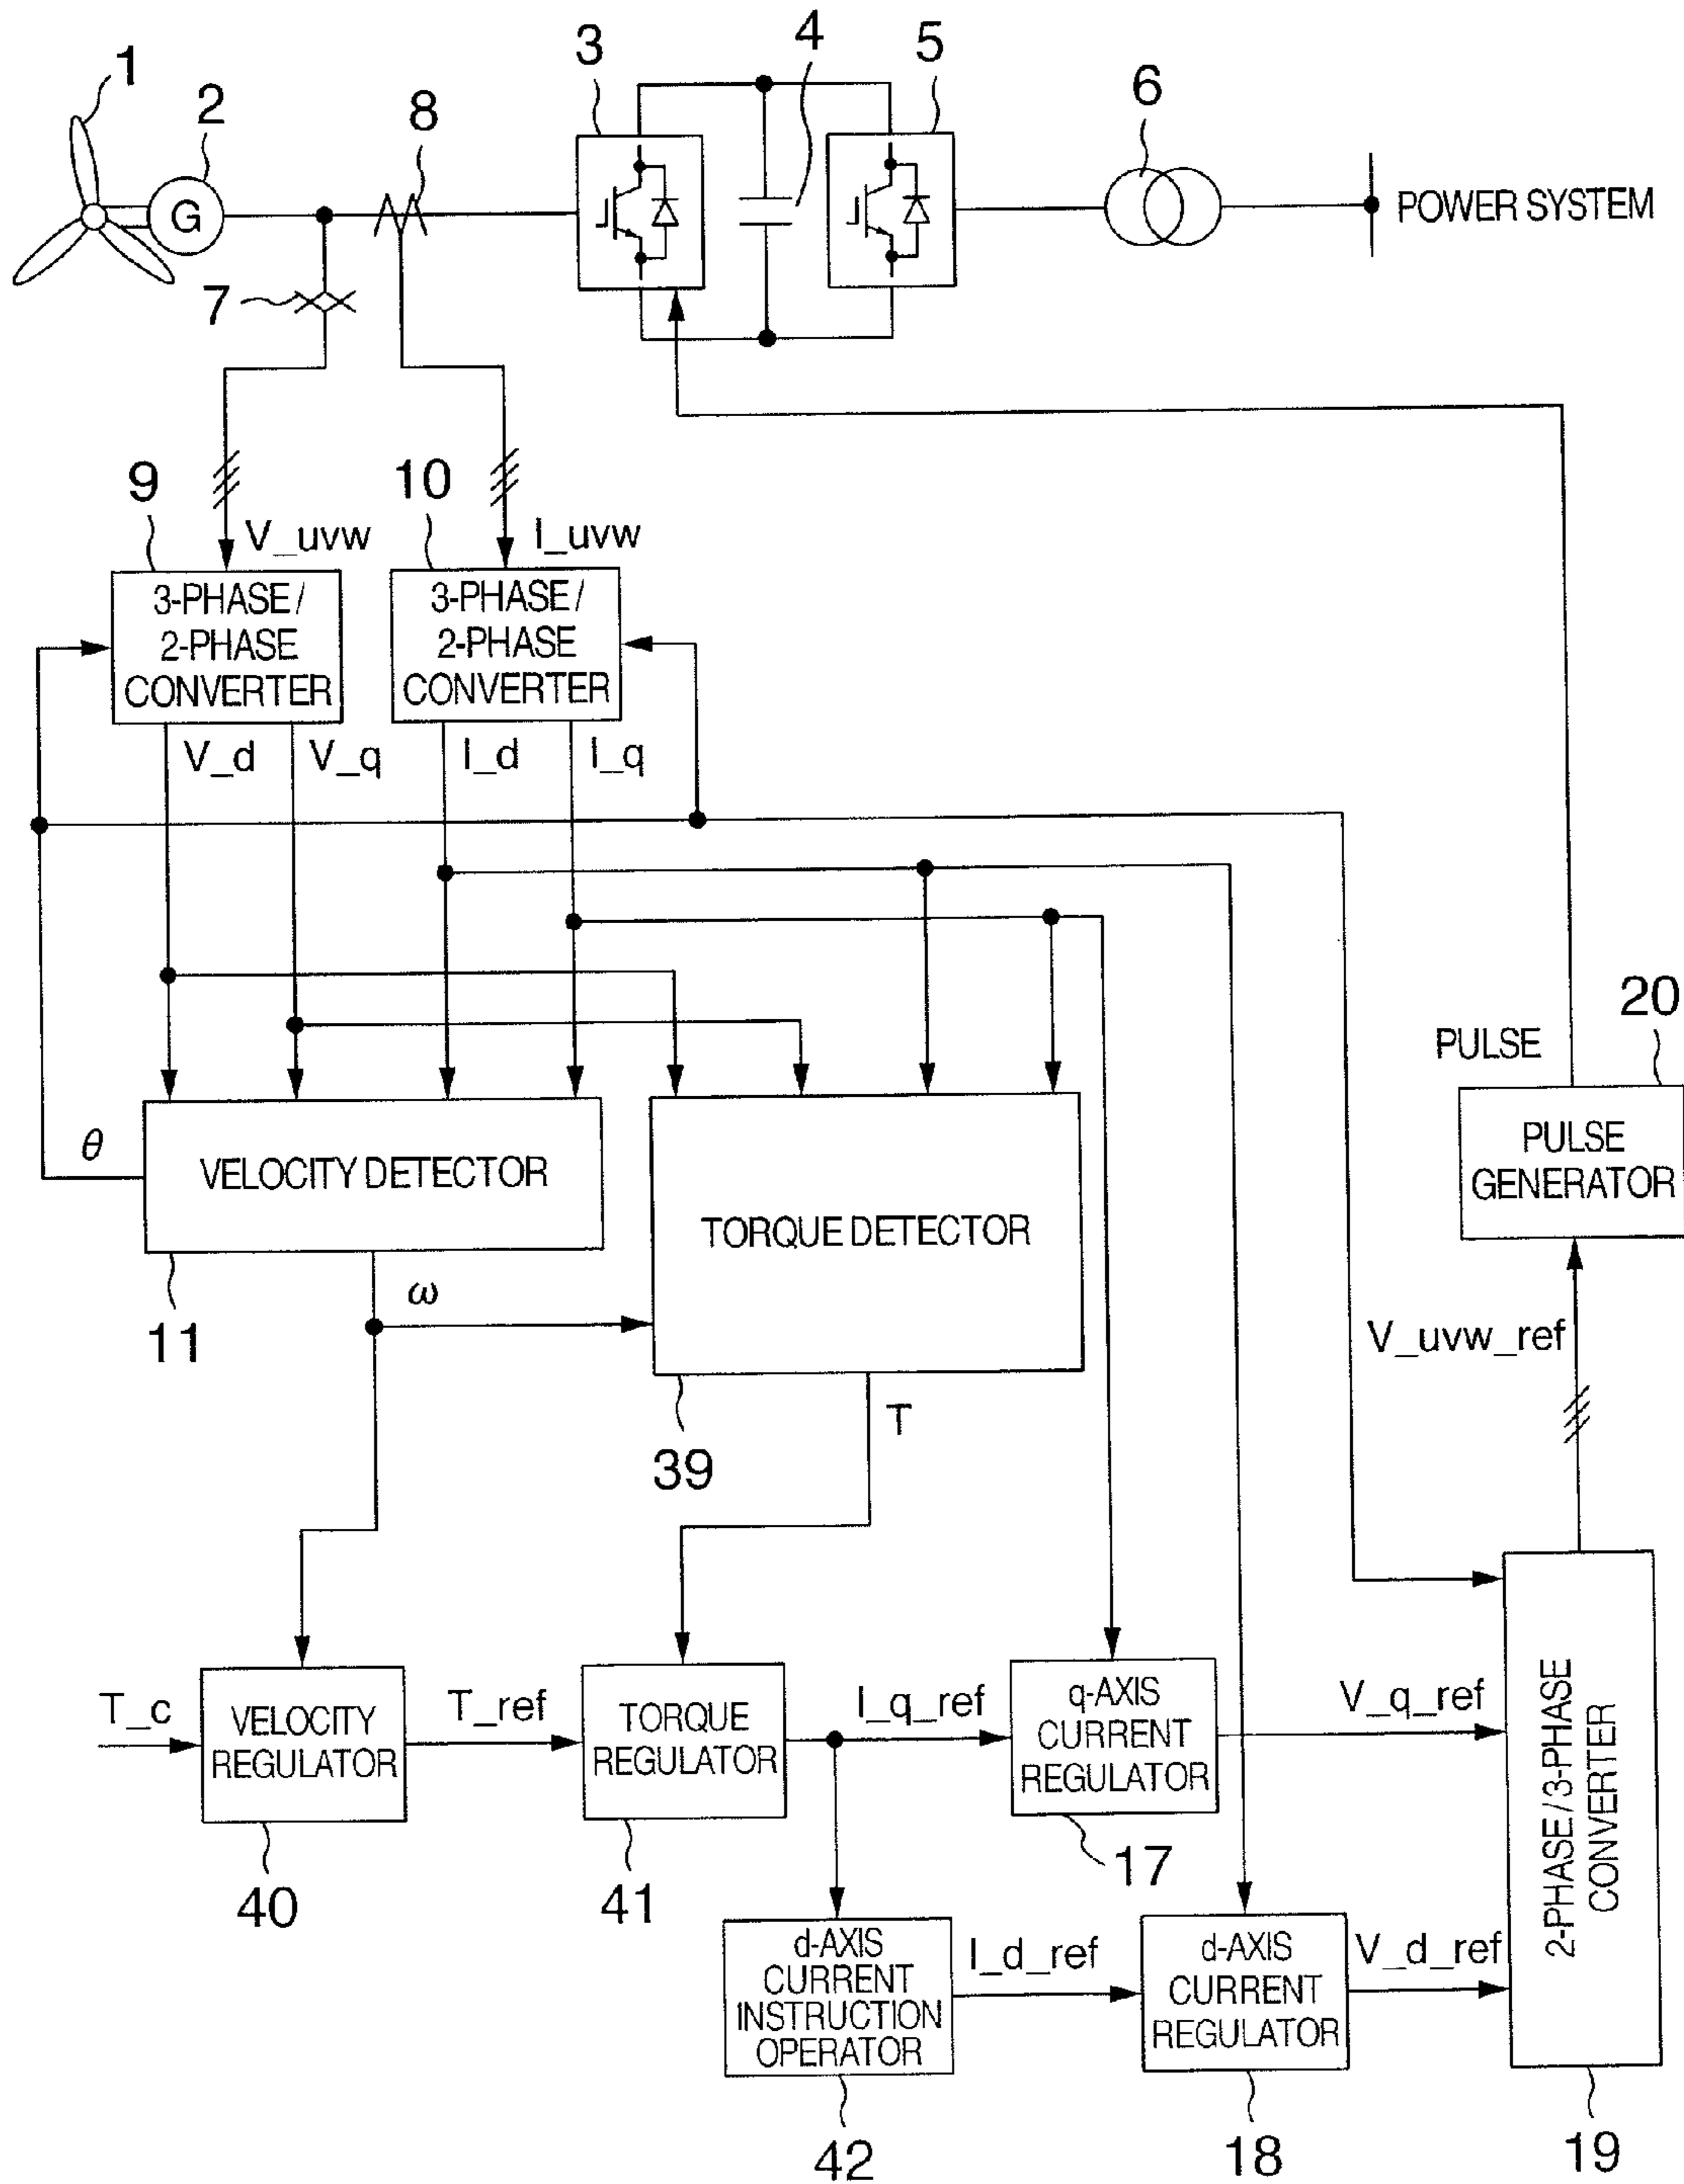 1
2
8
3
4
5
6
G
POWER SYSTEM
7
9
10
V_uvw
I_uvw
3-PHASE/
2-PHASE
CONVERTER
3-PHASE/
2-PHASE
CONVERTER
V_d
V_q
I_d
I_q
20
PULSE
PULSE
GENERATOR
θ
VELOCITY DETECTOR
TORQUE DETECTOR
11
ω
V_uvw_ref
39
T
T_c
VELOCITY
REGULATOR
T_ref
TORQUE
REGULATOR
I_q_ref
q-AXIS
CURRENT
REGULATOR
V_q_ref
2-PHASE/3-PHASE
CONVERTER
40
41
17
d-AXIS
CURRENT
INSTRUCTION
OPERATOR
I_d_ref
d-AXIS
CURRENT
REGULATOR
V_d_ref
42
18
19